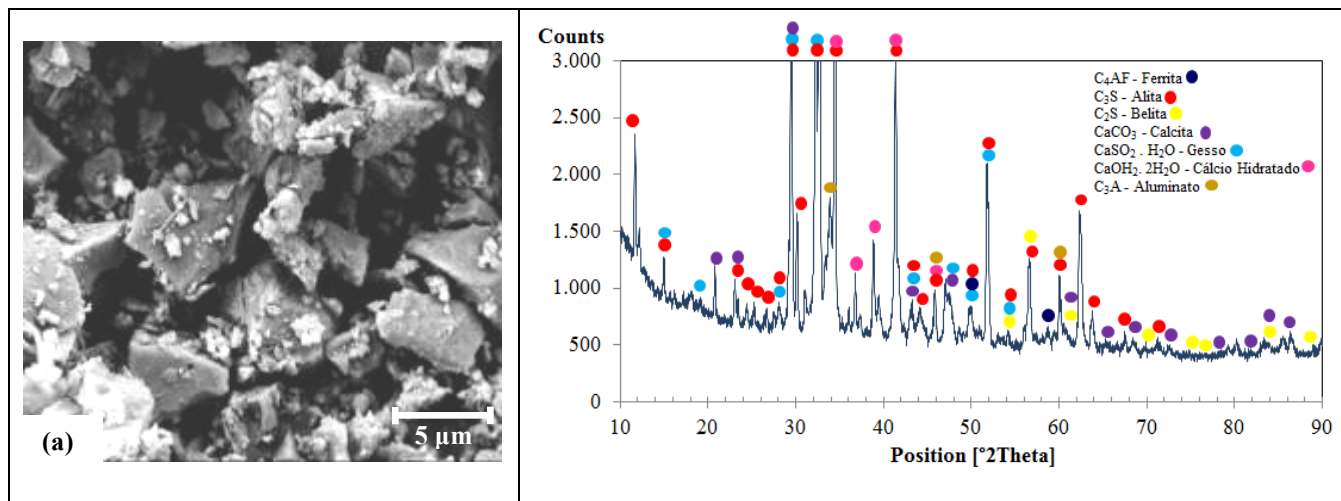 (a)
5 µm
Counts
3.000
2.500
2.000
1.500
1.000
500
0
10 20 30 40 50 60 70 80 90
Position [°2Theta]
C₄AF - Ferrita
C₃S - Alita
C₂S - Belita
CaCO₃ - Calcita
CaSO₂ . H₂O - Gesso
CaOH₂. 2H₂O - Cálcio Hidratado
C₃A - Aluminato